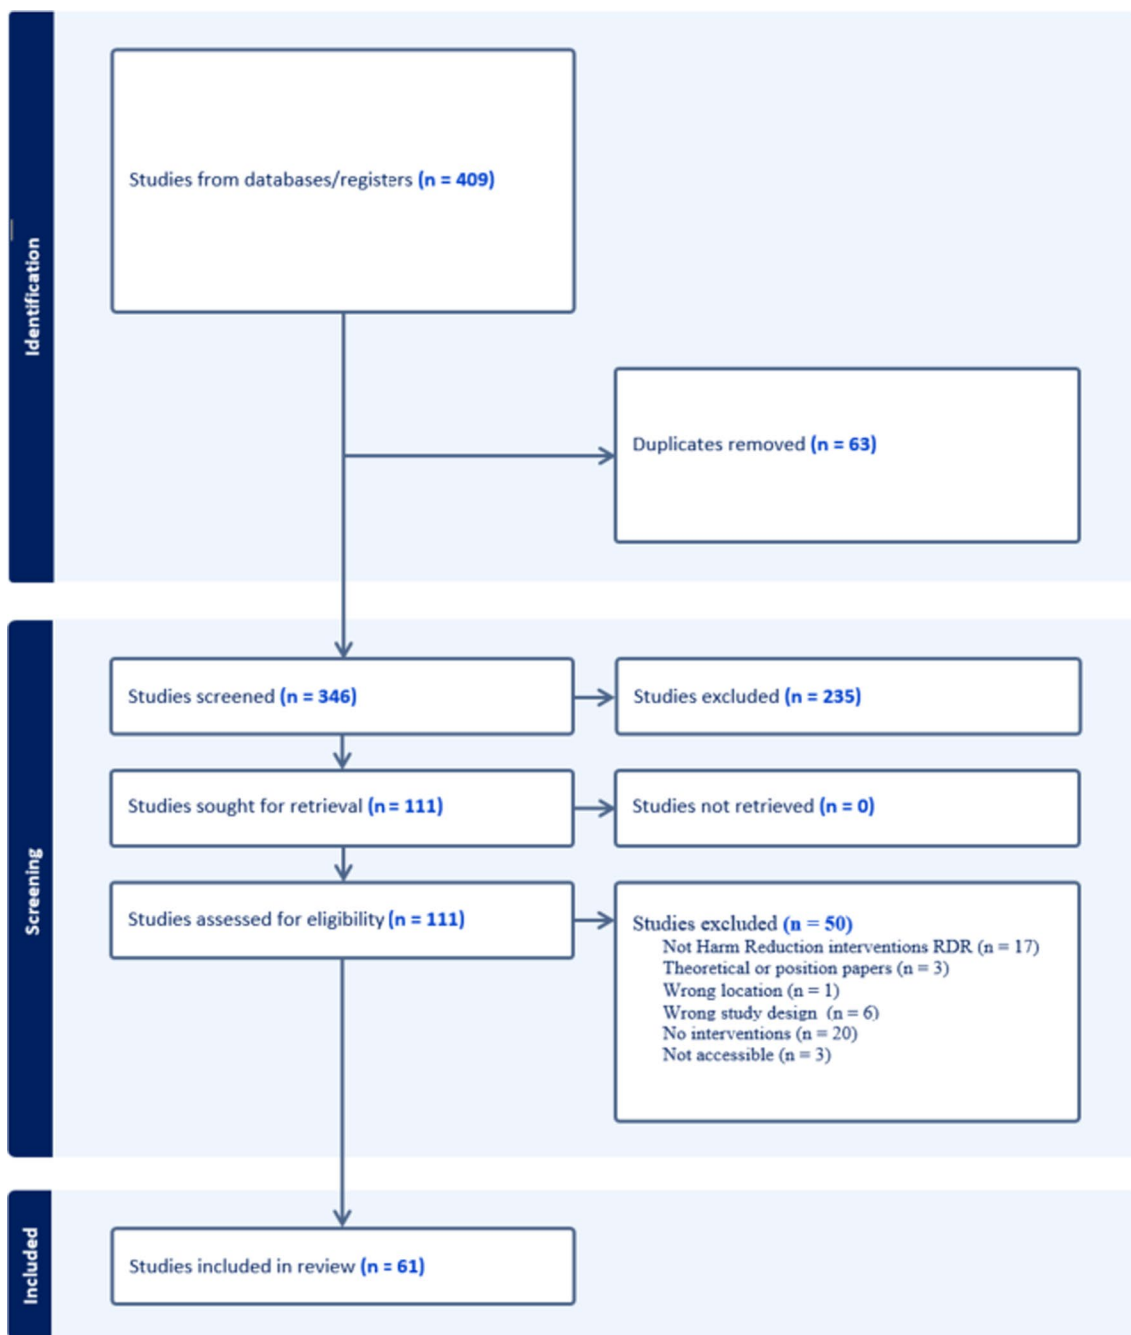 Identification
Studies from databases/registers (n = 409)
Duplicates removed (n = 63)
Screening
Studies screened (n = 346)
Studies excluded (n = 235)
Studies sought for retrieval (n = 111)
Studies not retrieved (n = 0)
Studies assessed for eligibility (n = 111)
Studies excluded (n = 50)
Not Harm Reduction interventions RDR (n = 17)
Theoretical or position papers (n = 3)
Wrong location (n = 1)
Wrong study design (n = 6)
No interventions (n = 20)
Not accessible (n = 3)
Included
Studies included in review (n = 61)